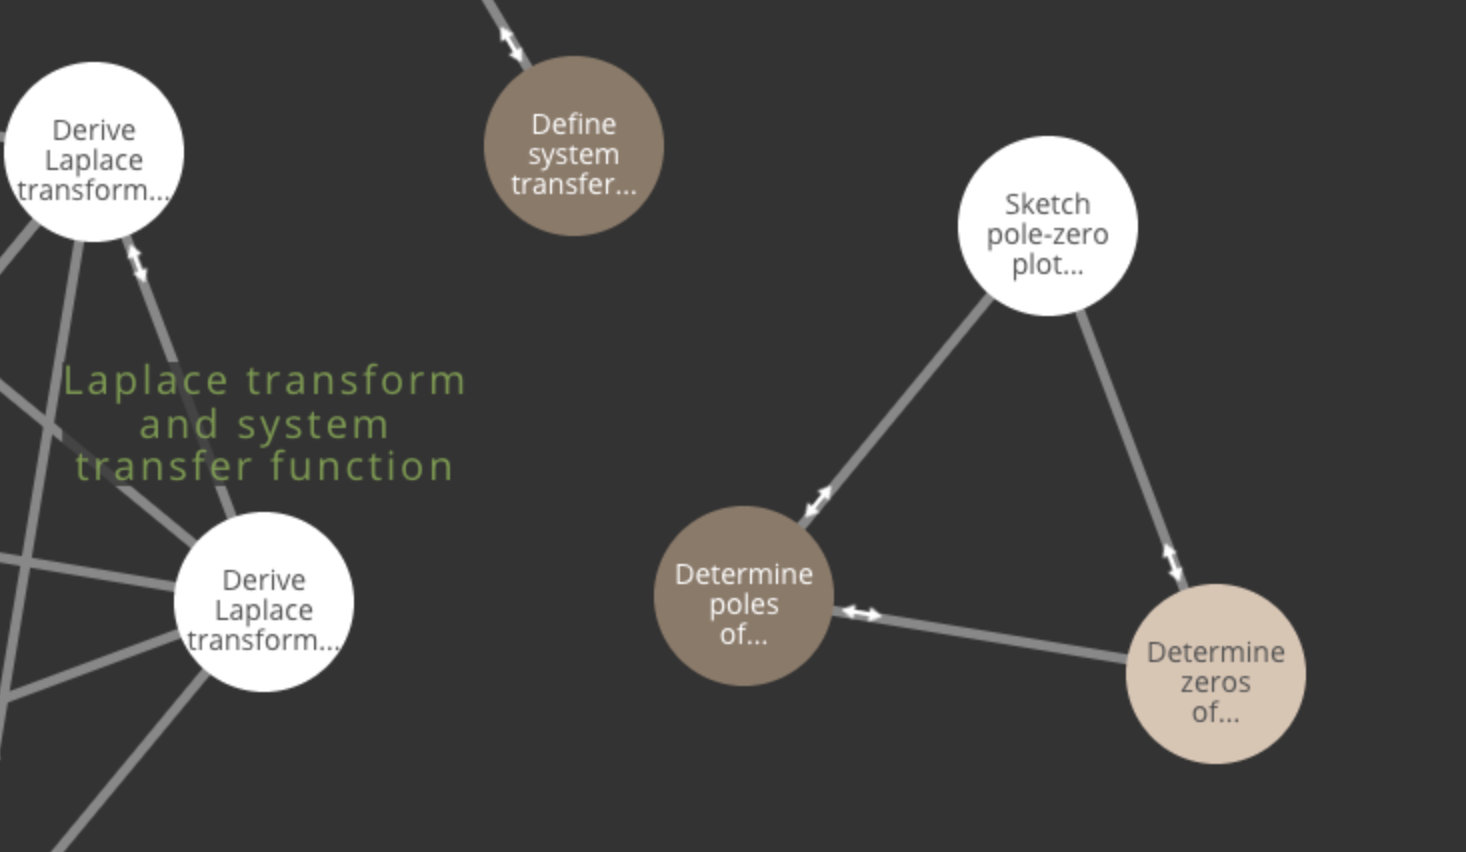 Derive
Laplace
transform...
Define
system
transfer...
Sketch
pole-zero
plot...
Laplace transform
and system
transfer function
Derive
Laplace
transform...
Determine
poles
of...
Determine
zeros
of...